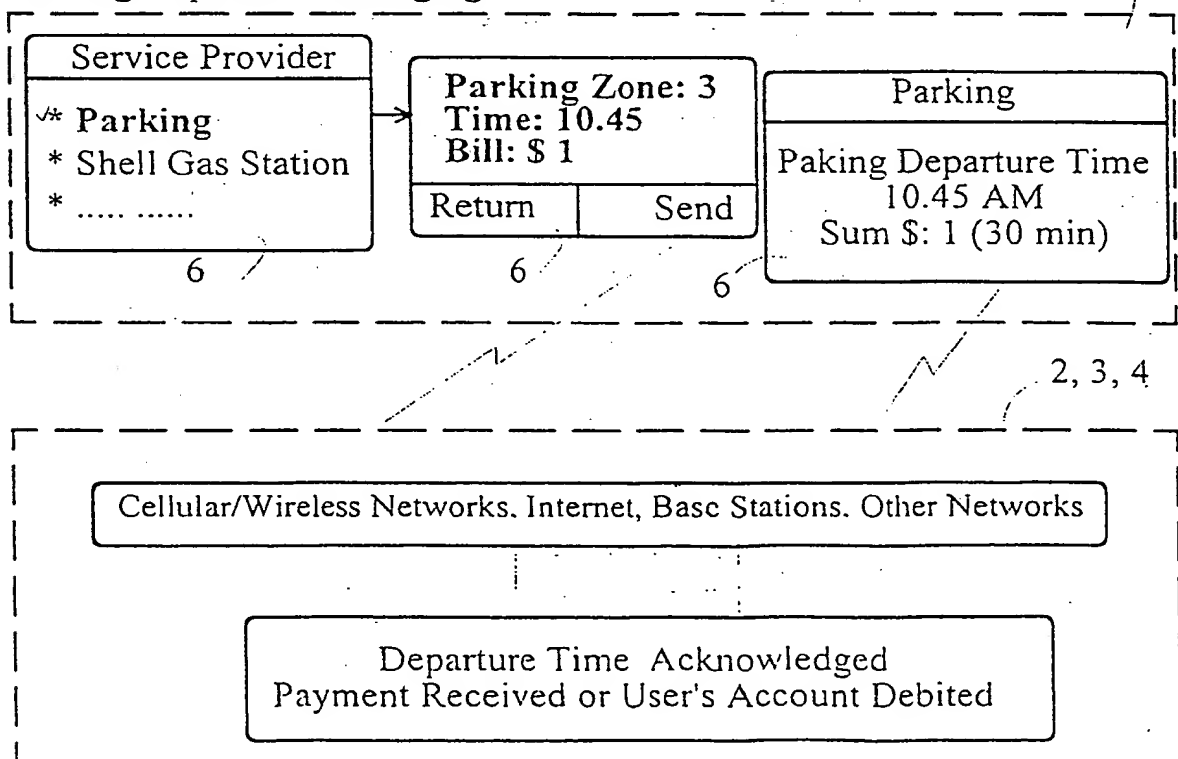 Service Provider
* Parking
* Shell Gas Station
* ..... ......
Parking Zone: 3
Time: 10.45
Bill: $ 1
Return Send
Parking
Paking Departure Time
10.45 AM
Sum $: 1 (30 min)
6
6
6
2, 3, 4
Cellular/Wireless Networks. Internet, Base Stations. Other Networks
Departure Time Acknowledged
Payment Received or User's Account Debited